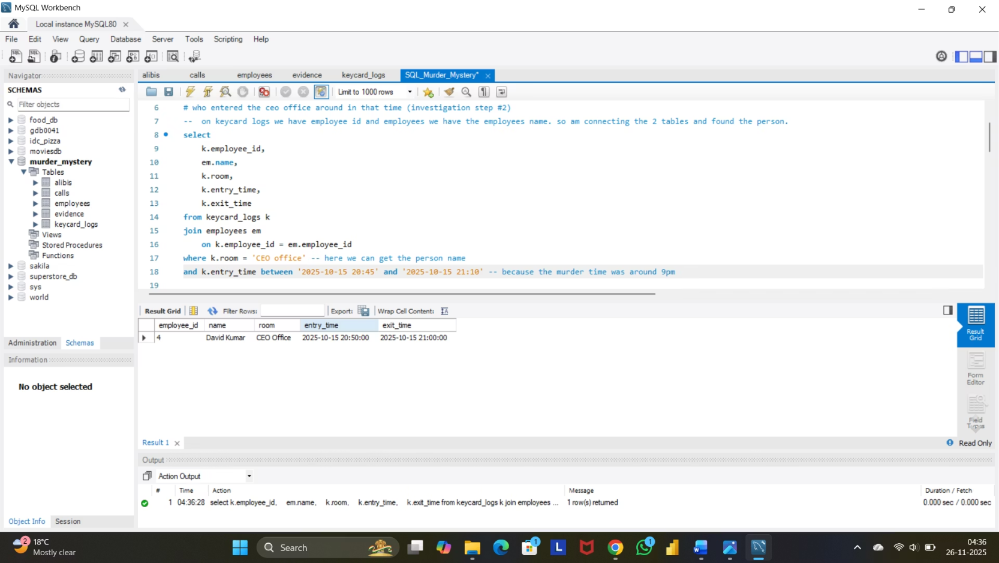 MySQL Workbench
Local instance MySQL80
File Edit View Query Database Server Tools Scripting Help
Navigator
SCHEMAS
Filter objects
food_db
gdb0041
idc_pizza
moviesdb
murder_mystery
Tables
alibis
calls
employees
evidence
keycard_logs
Views
Stored Procedures
Functions
sakila
superstore_db
sys
world
Administration Schemas
Information
No object selected
Object Info Session
alibis calls employees evidence keycard_logs SQL_Murder_Mystery*
Limit to 1000 rows
6 # who entered the ceo office around in that time (investigation step #2)
7 -- on keycard logs we have employee id and employees we have the employees name. so am connecting the 2 tables and found the person.
8 select
9 k.employee_id,
10 em.name,
11 k.room,
12 k.entry_time,
13 k.exit_time
14 from keycard_logs k
15 join employees em
16 on k.employee_id = em.employee_id
17 where k.room = 'CEO office' -- here we can get the person name
18 and k.entry_time between '2025-10-15 20:45' and '2025-10-15 21:10' -- because the murder time was around 9pm
19
Result Grid Filter Rows: Export: Wrap Cell Content:
employee_id name room entry_time exit_time
4 David Kumar CEO Office 2025-10-15 20:50:00 2025-10-15 21:00:00
Result Grid
Form Editor
Field Types
Result 1
Read Only
Output
Action Output
# Time Action Message Duration / Fetch
1 04:36:28 select k.employee_id, em.name, k.room, k.entry_time, k.exit_time from keycard_logs k join employees ... 1 row(s) returned 0.000 sec / 0.000 sec
2
18°C
Mostly clear
Search
1
L
1
04:36
26-11-2025